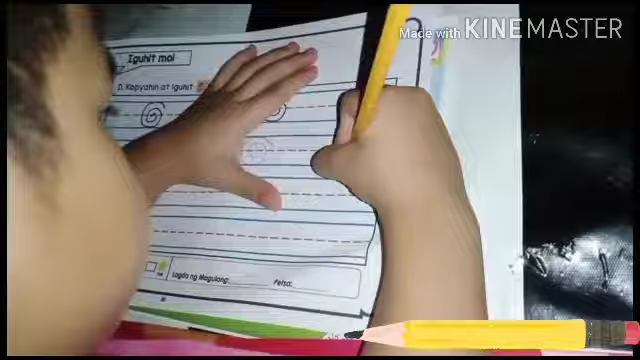 Made with KINEMASTER
Iguhit mo!
D. Kopyahin at iguhit
Lagda ng Magulang:
Petsa: